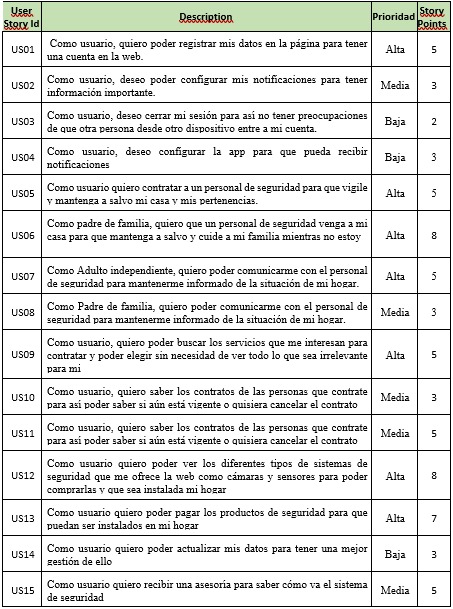 User Story Id Description Prioridad Story Points
US01 Como usuario, quiero poder registrar mis datos en la página para tener
una cuenta en la web. Alta 5
US02 Como usuario, deseo poder configurar mis notificaciones para tener
información importante. Media 3
US03 Como usuario, deseo cerrar mi sesión para así no tener preocupaciones
de que otra persona desde otro dispositivo entre a mi cuenta. Baja 2
US04 Como usuario, deseo configurar la app para que pueda recibir
notificaciones Baja 3
US05 Como usuario quiero contratar a un personal de seguridad para que vigile
y mantenga a salvo mi casa y mis pertenencias. Alta 5
US06 Como padre de familia, quiero que un personal de seguridad venga a mi
casa para que mantenga a salvo y cuide a mi familia mientras no estoy Alta 8
US07 Como Adulto independiente, quiero poder comunicarme con el personal
de seguridad para mantenerme informado de la situación de mi hogar. Alta 5
US08 Como Padre de familia, quiero poder comunicarme con el personal de
seguridad para mantenerme informado de la situación de mi hogar. Media 3
US09 Como usuario, quiero poder buscar los servicios que me interesan para
contratar y poder elegir sin necesidad de ver todo lo que sea irrelevante
para mi Alta 5
US10 Como usuario, quiero saber los contratos de las personas que contrate
para así poder saber si aún está vigente o quisiera cancelar el contrato Media 3
US11 Como usuario, quiero saber los contratos de las personas que contrate
para así poder saber si aún está vigente o quisiera cancelar el contrato Media 5
US12 Como usuario quiero poder ver los diferentes tipos de sistemas de
seguridad que me ofrece la web como cámaras y sensores para poder
comprarlas y que sea instalada mi hogar Alta 8
US13 Como usuario quiero poder pagar los productos de seguridad para que
puedan ser instalados en mi hogar Alta 7
US14 Como usuario quiero poder actualizar mis datos para tener una mejor
gestión de ello Baja 3
US15 Como usuario quiero recibir una asesoría para saber cómo va el sistema
de seguridad Media 5